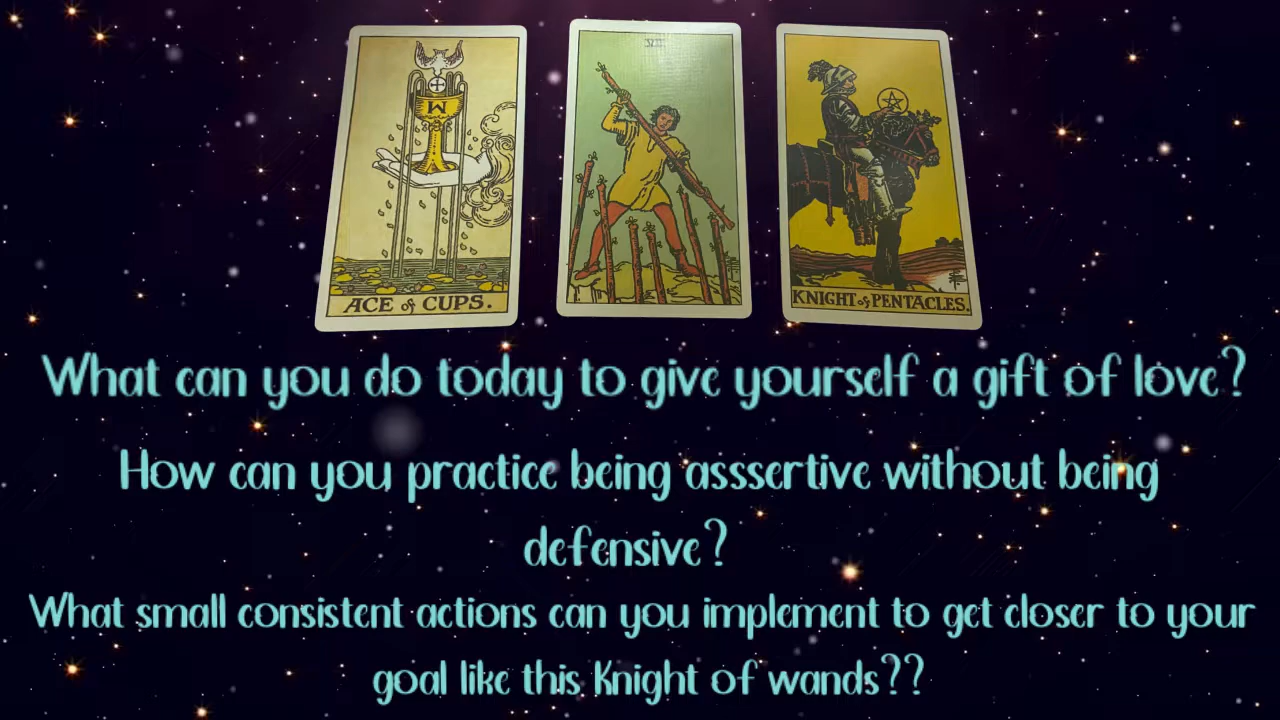 VII
W
ACE of CUPS.
KNIGHT of PENTACLES.
What can you do today to give yourself a gift of love?
How can you practice being asssertive without being
defensive?
What small consistent actions can you implement to get closer to your
goal like this Knight of wands??